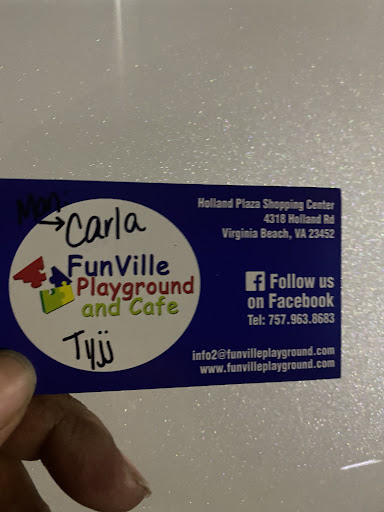 Man.
→ Carla
FunVille
Playground
and Cafe
Tyjj
Holland Plaza Shopping Center
4318 Holland Rd
Virginia Beach, VA 23452
f Follow us
on Facebook
Tel: 757.963.8683
info2@funvilleplayground.com
www.funvilleplayground.com